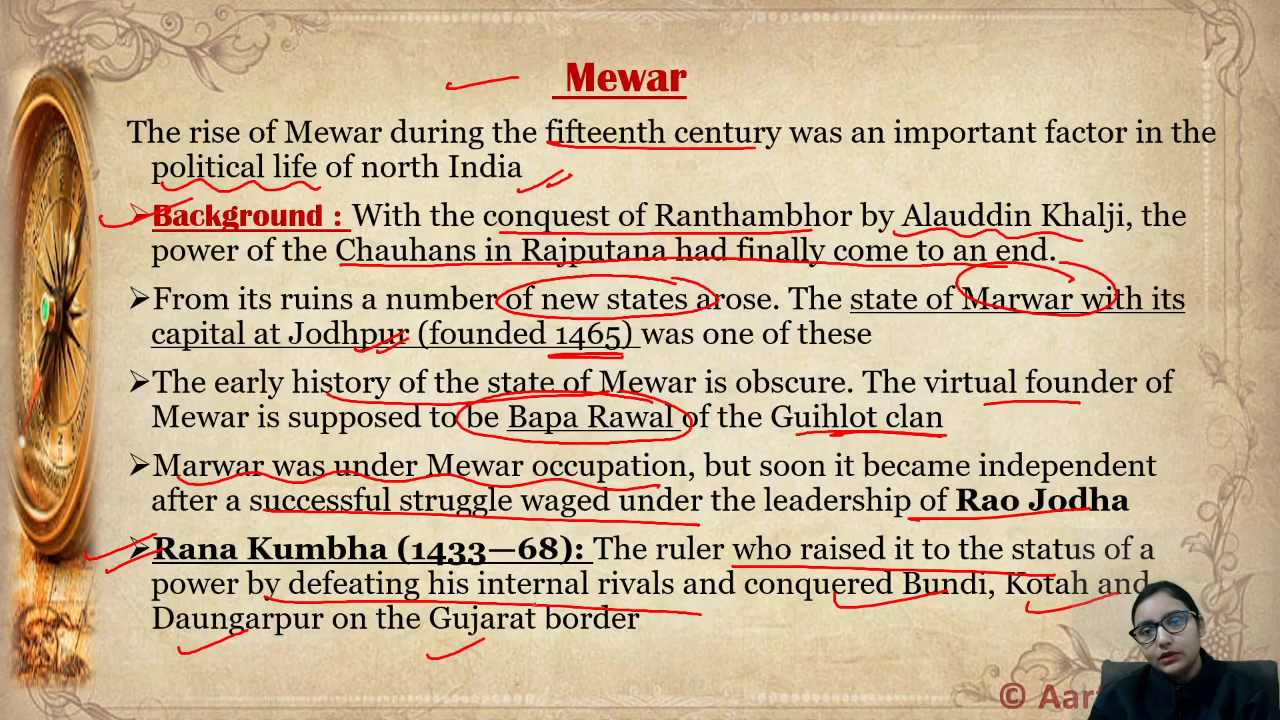 Mewar
The rise of Mewar during the fifteenth century was an important factor in the
political life of north India
➢Background : With the conquest of Ranthambhor by Alauddin Khalji, the
power of the Chauhans in Rajputana had finally come to an end.
➢From its ruins a number of new states arose. The state of Marwar with its
capital at Jodhpur (founded 1465) was one of these
➢The early history of the state of Mewar is obscure. The virtual founder of
Mewar is supposed to be Bapa Rawal of the Guihlot clan
➢Marwar was under Mewar occupation, but soon it became independent
after a successful struggle waged under the leadership of Rao Jodha
➢Rana Kumbha (1433—68): The ruler who raised it to the status of a
power by defeating his internal rivals and conquered Bundi, Kotah and
Daungarpur on the Gujarat border
©